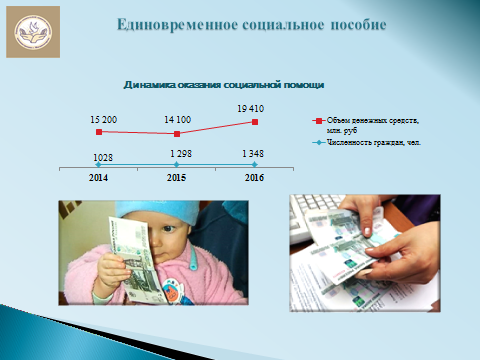 Единовременное социальное пособие
Динамика оказания социальной помощи
15 200
14 100
19 410
1028
1 298
1 348
2014
2015
2016
Объем денежных средств,
млн. руб
Численность граждан, чел.